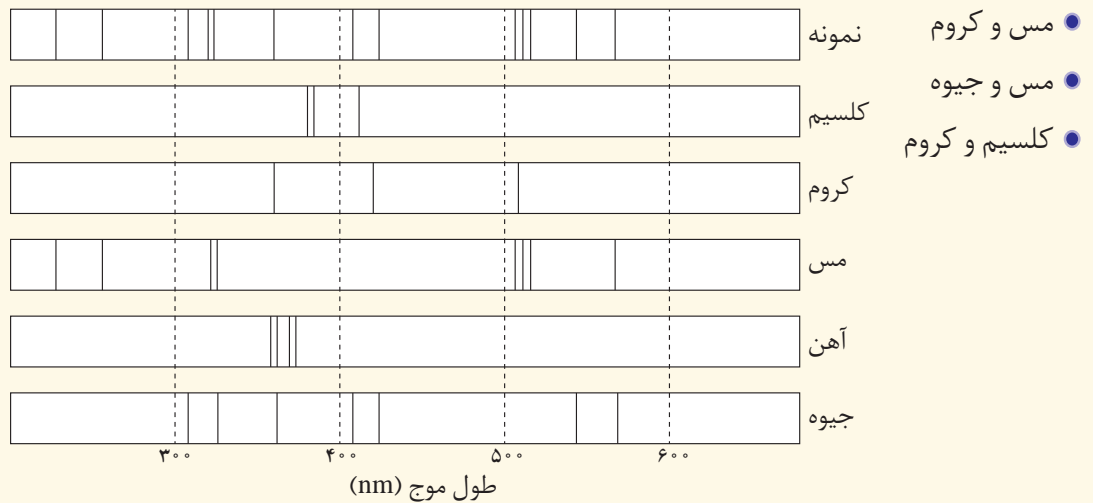 مس و کروم
مس و جیوه
کلسیم و کروم
نمونه
کلسیم
کروم
مس
آهن
جیوه
۳۰۰ ۴۰۰ ۵۰۰ ۶۰۰
طول موج (nm)